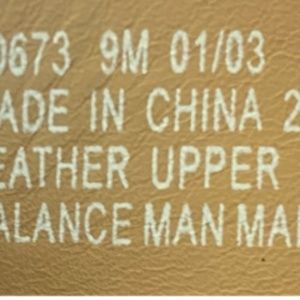 0673 9M 01/03
ADE IN CHINA 2
EATHER UPPER
ALANCE MAN MA